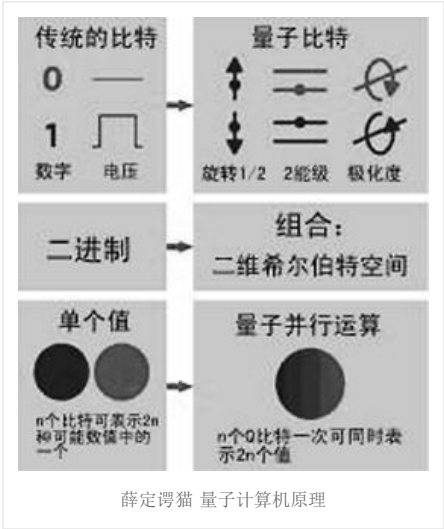 传统的比特
0
1
数字 电压
量子比特
旋转1/2 2能级 极化度
二进制
组合：
二维希尔伯特空间
单个值
n个比特可表示2n
种可能数值中的
一个
量子并行运算
n个Q比特一次可同时表
示2n个值
薛定谔猫 量子计算机原理